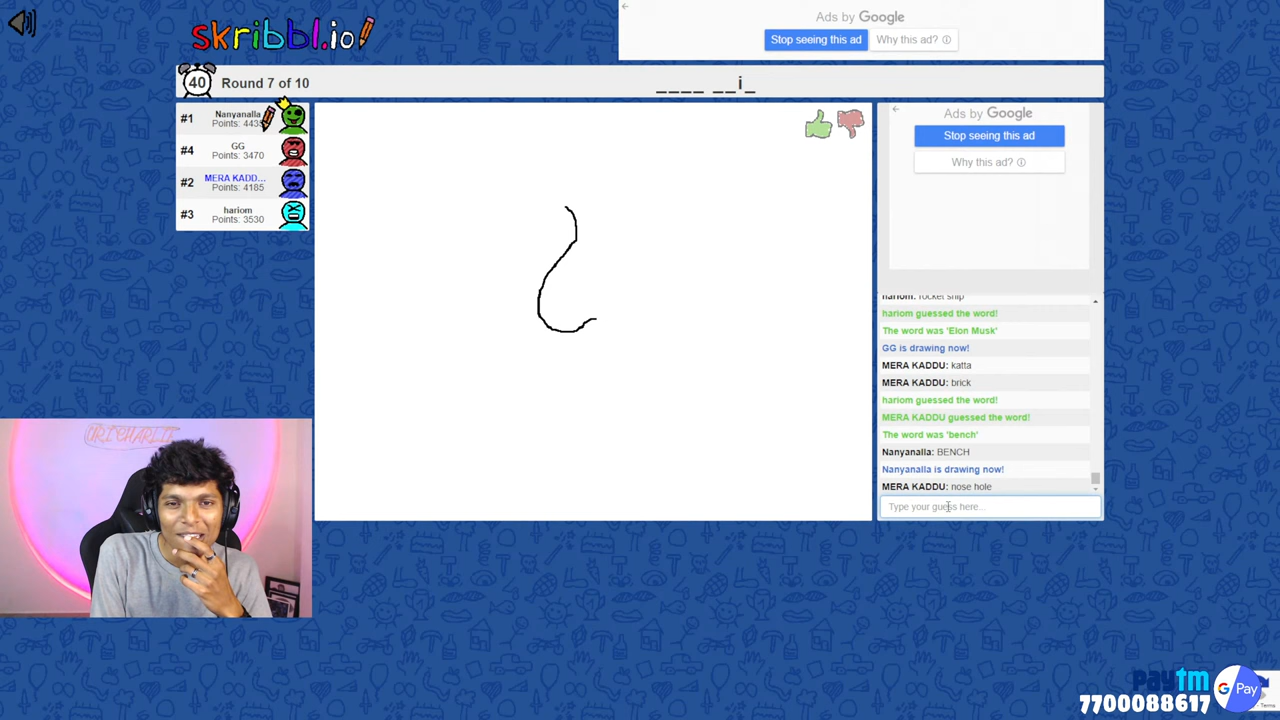 skribbl.io
Ads by Google
Stop seeing this ad Why this ad?
40 Round 7 of 10
____ __i_
#1 Nanyanalla
Points: 4435
#4 GG
Points: 3470
#2 MERA KADD...
Points: 4185
#3 hariom
Points: 3530
Ads by Google
Stop seeing this ad
Why this ad?
hariom: rocket ship
hariom guessed the word!
The word was 'Elon Musk'
GG is drawing now!
MERA KADDU: katta
MERA KADDU: brick
hariom guessed the word!
MERA KADDU guessed the word!
The word was 'bench'
Nanyanalla: BENCH
Nanyanalla is drawing now!
MERA KADDU: nose hole
Type your guess here...
paytm
7700088617
G Pay
- Terms